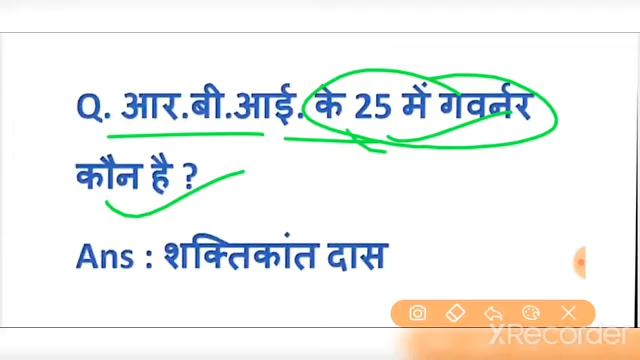 Q. आर.बी.आई. के 25 में गवर्नर
कौन है ?
Ans : शक्तिकांत दास
XRecorder